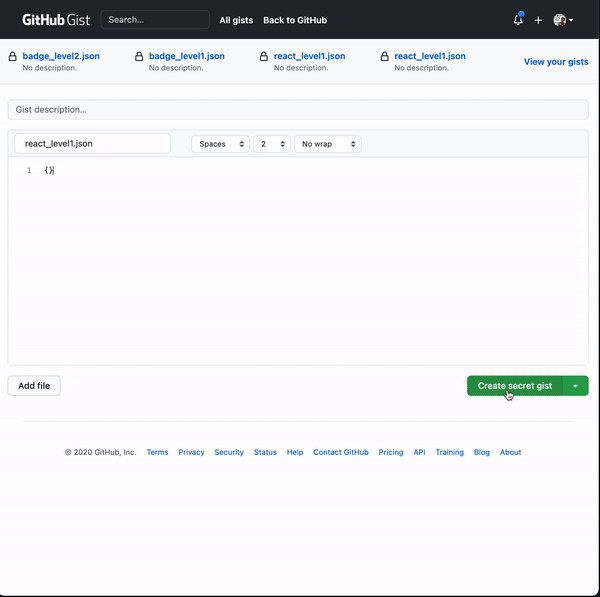 GitHub Gist Search... All gists Back to GitHub
badge_level2.json badge_level1.json react_level1.json react_level1.json
No description. No description. No description. No description.
View your gists
Gist description...
react_level1.json Spaces 2 No wrap
1 {}
Add file Create secret gist
© 2020 GitHub, Inc. Terms Privacy Security Status Help Contact GitHub Pricing API Training Blog About